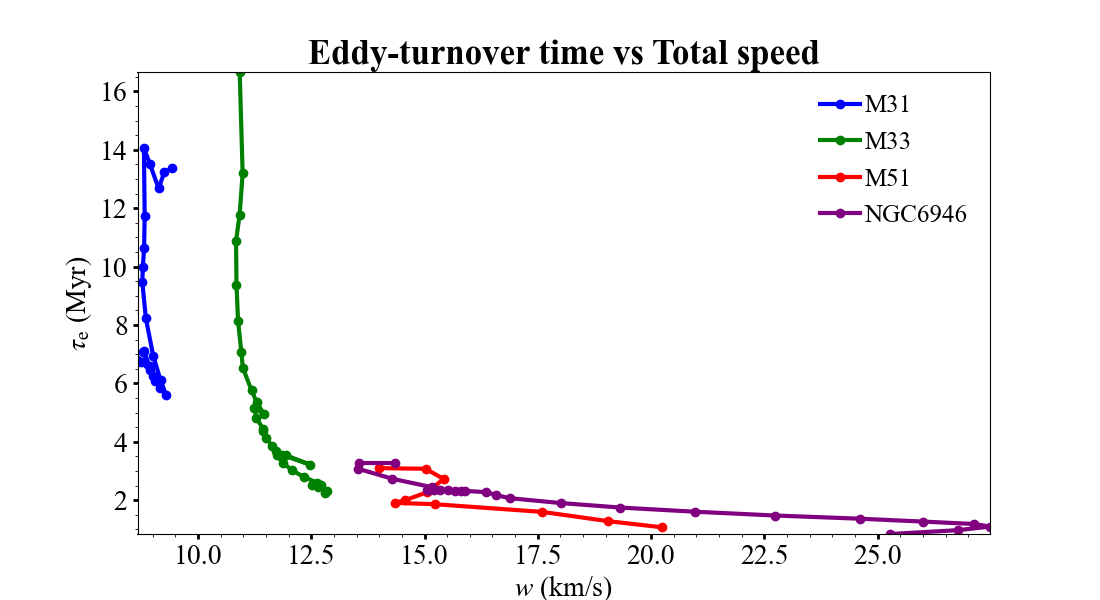 Eddy-turnover time vs Total speed
M31
M33
M51
NGC6946
τe (Myr)
16
14
12
10
8
6
4
2
10.0 12.5 15.0 17.5 20.0 22.5 25.0
w (km/s)